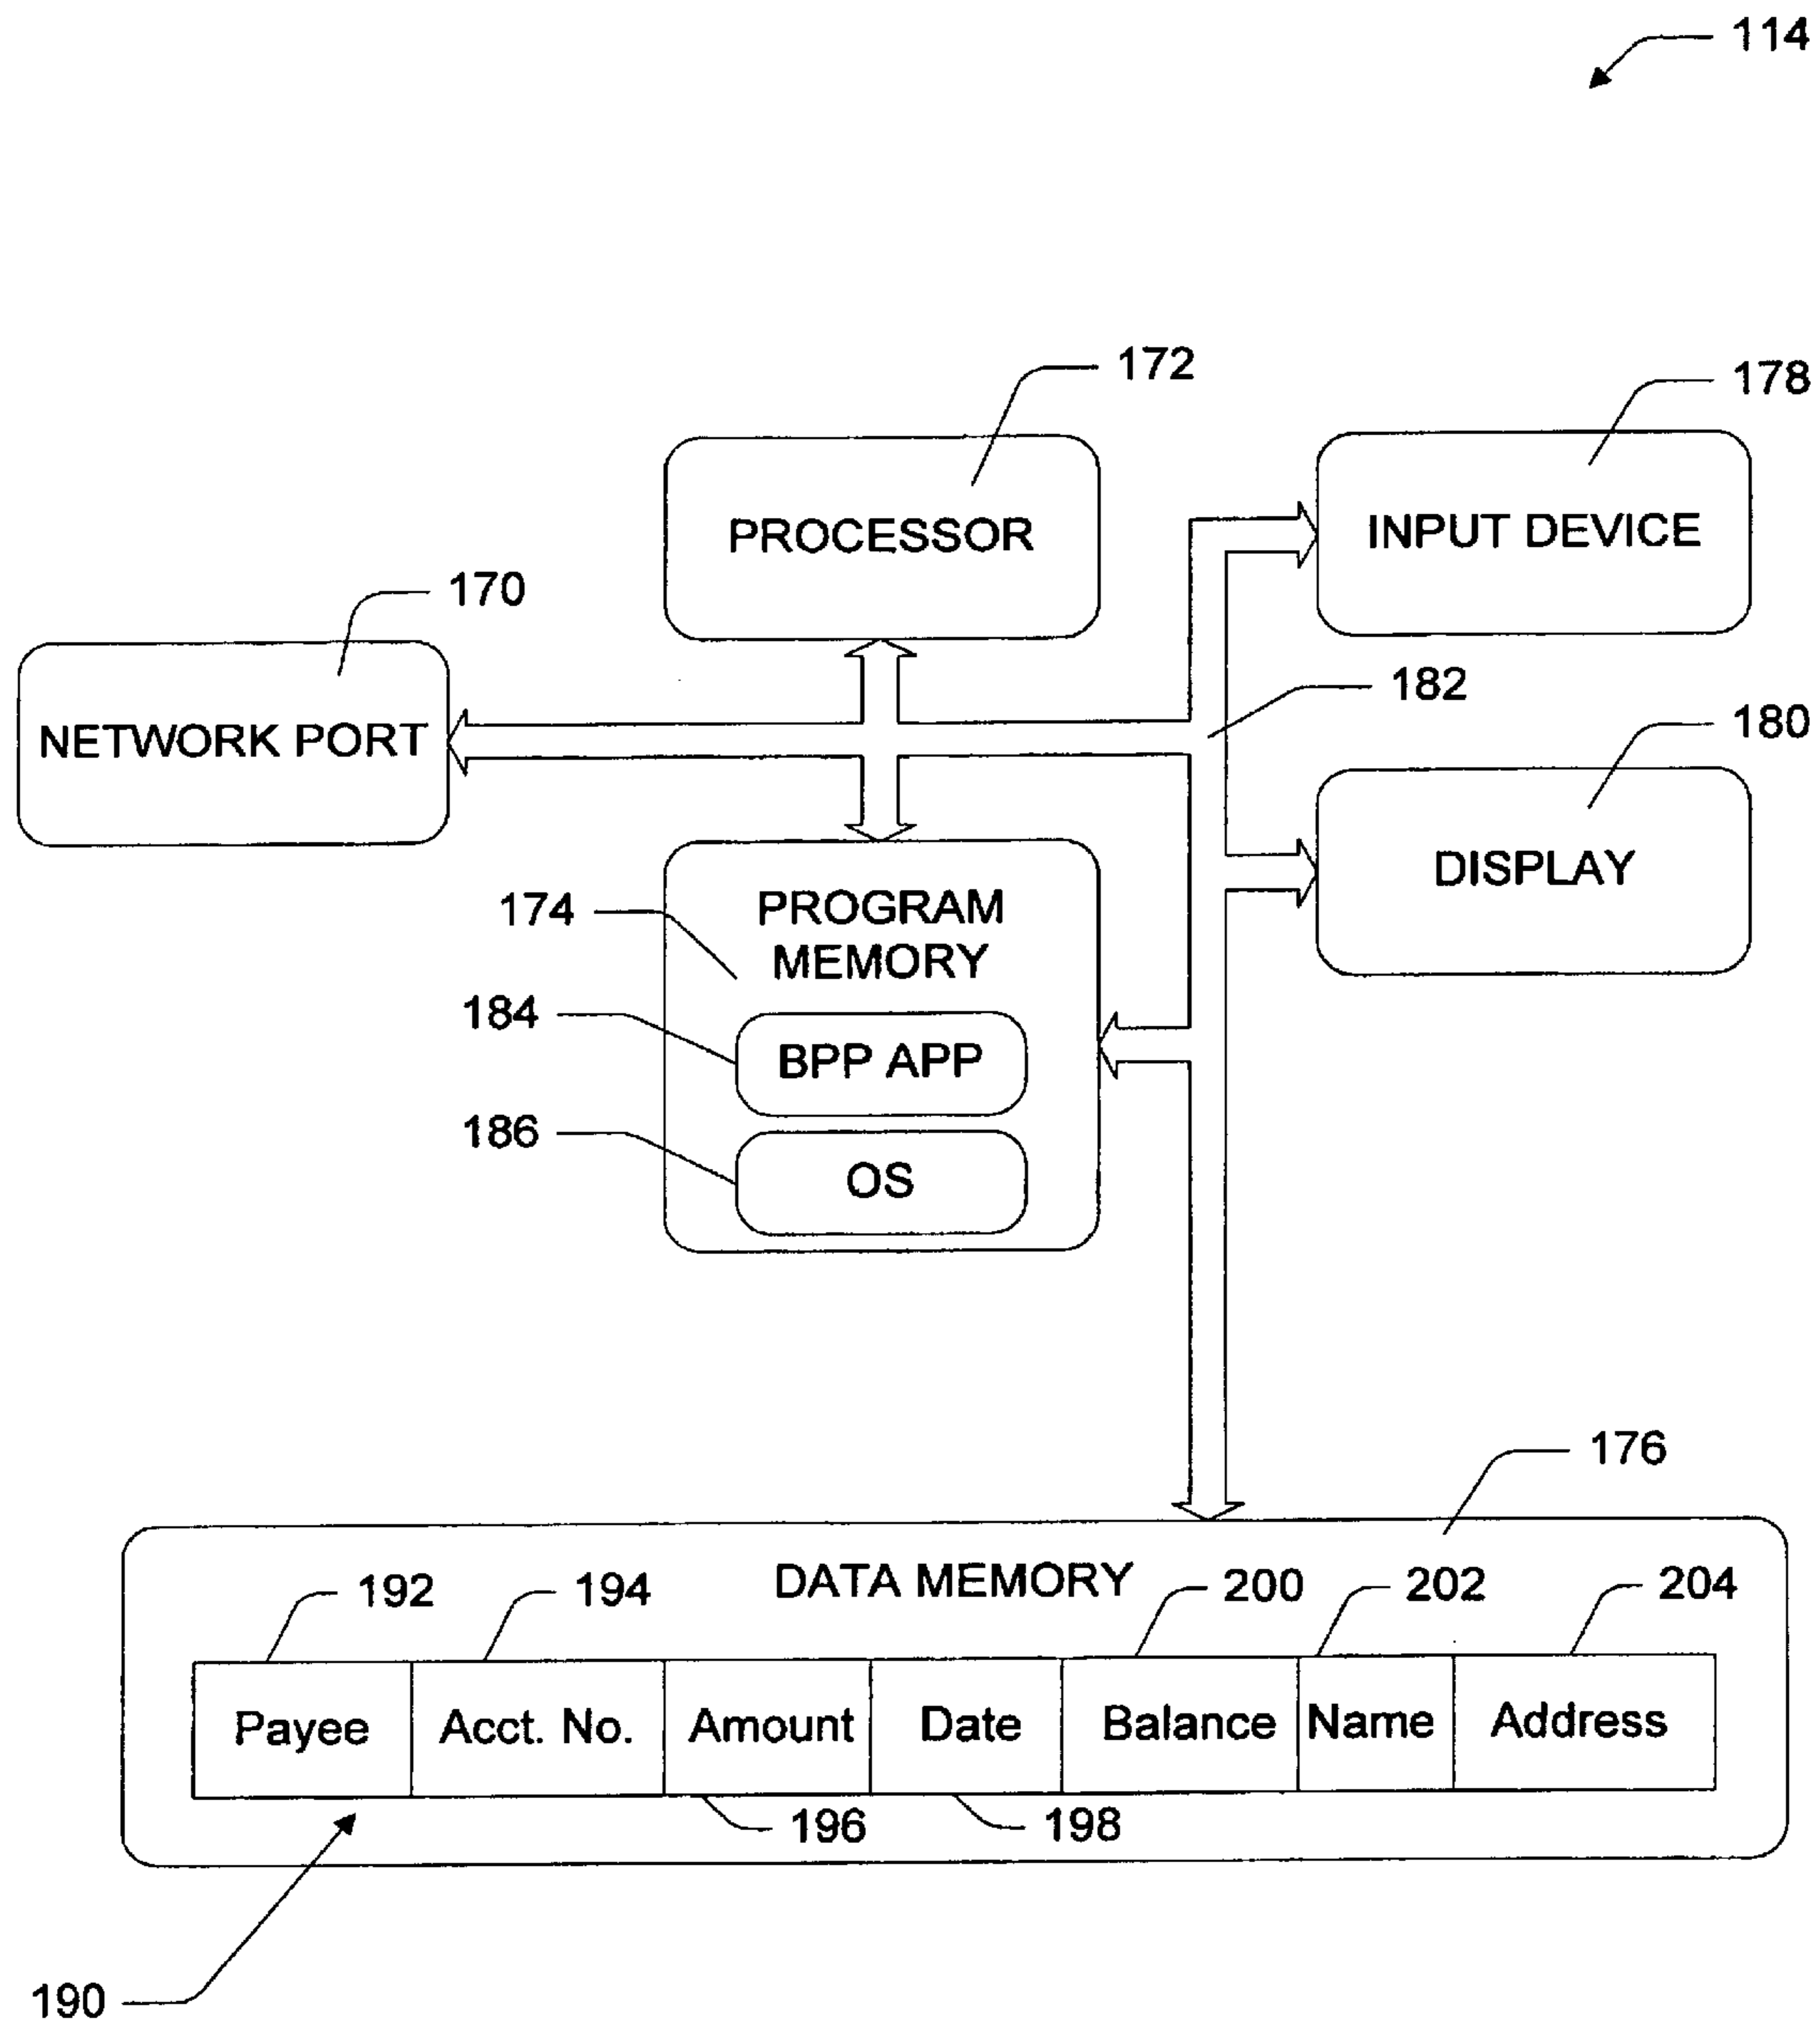 114
172
178
PROCESSOR
INPUT DEVICE
170
182
NETWORK PORT
180
DISPLAY
174
PROGRAM
MEMORY
184
BPP APP
186
OS
176
DATA MEMORY
192
194
200
202
204
Payee
Acct. No.
Amount
Date
Balance
Name
Address
196
198
190